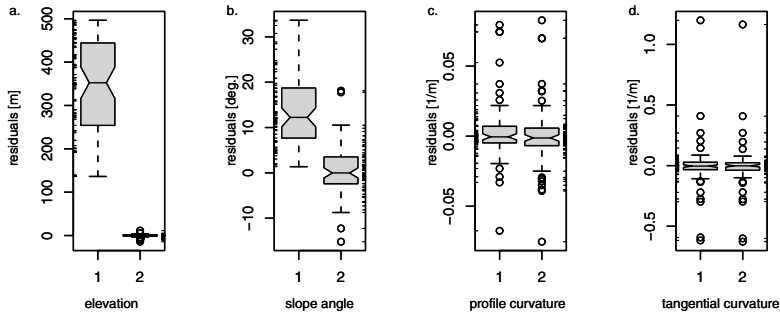 a.
residuals [m]
500
400
300
200
100
0
1 2
elevation
b.
residuals [deg.]
30
20
10
0
−10
1 2
slope angle
c.
residuals [1/m]
0.05
0.00
−0.05
1 2
profile curvature
d.
residuals [1/m]
1.0
0.5
0.0
−0.5
1 2
tangential curvature